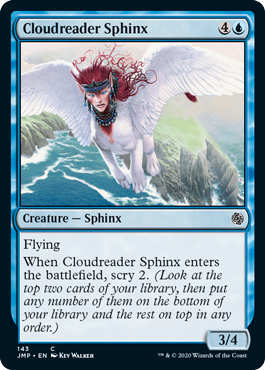 Cloudreader Sphinx 4
Creature — Sphinx
Flying
When Cloudreader Sphinx enters
the battlefield, scry 2. (Look at the
top two cards of your library, then put
any number of them on the bottom of
your library and the rest on top in any
order.)
3/4
143 C
JMP • EN Key Walker
™ & © 2020 Wizards of the Coast